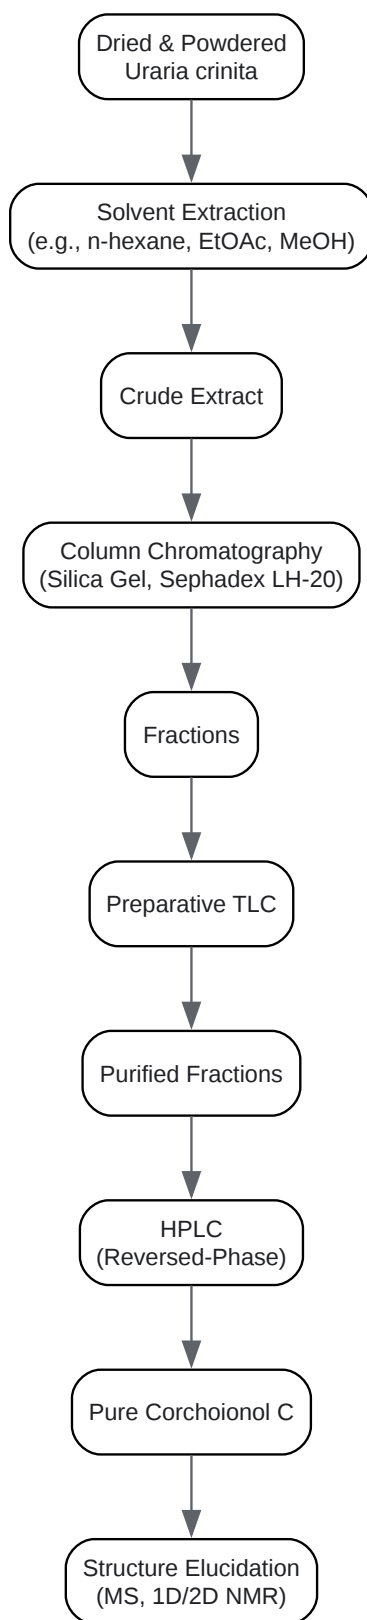 Dried & Powdered
Uraria crinita
Solvent Extraction
(e.g., n-hexane, EtOAc, MeOH)
Crude Extract
Column Chromatography
(Silica Gel, Sephadex LH-20)
Fractions
Preparative TLC
Purified Fractions
HPLC
(Reversed-Phase)
Pure Corchoionol C
Structure Elucidation
(MS, 1D/2D NMR)